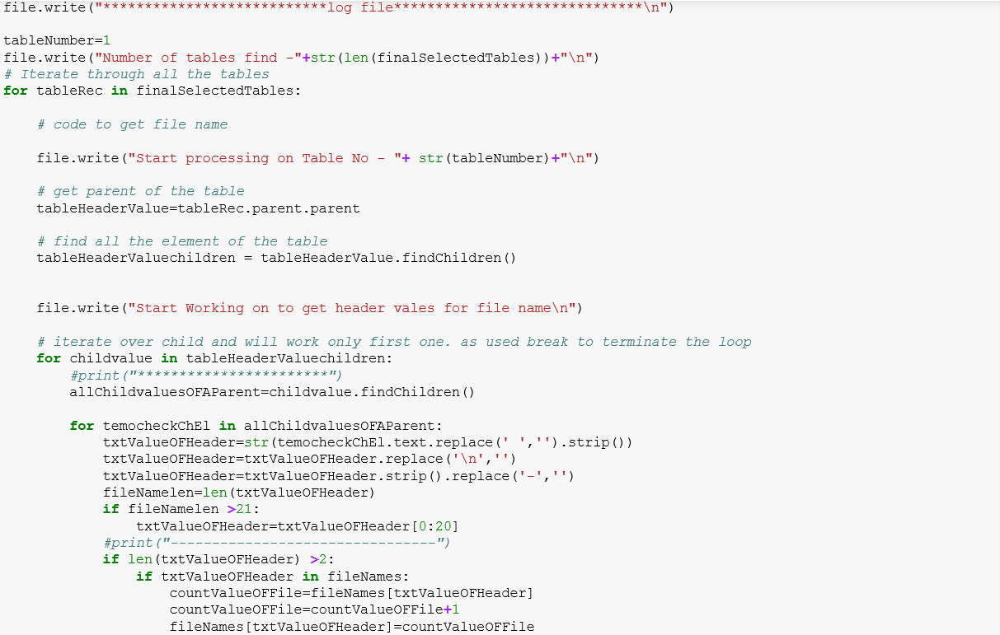 file.write("***************************log file******************************\n")
tableNumber=1
file.write("Number of tables find -"+str(len(finalSelectedTables))+"\n")
# Iterate through all the tables
for tableRec in finalSelectedTables:
    # code to get file name
    file.write("Start processing on Table No - "+ str(tableNumber)+"\n")
    # get parent of the table
    tableHeaderValue=tableRec.parent.parent
    # find all the element of the table
    tableHeaderValuechildren = tableHeaderValue.findChildren()
    file.write("Start Working on to get header vales for file name\n")
    # iterate over child and will work only first one. as used break to terminate the loop
    for childvalue in tableHeaderValuechildren:
        #print("***********************")
        allChildvaluesOFAParent=childvalue.findChildren()
        for temocheckChEl in allChildvaluesOFAParent:
            txtValueOFHeader=str(temocheckChEl.text.replace(' ','').strip())
            txtValueOFHeader=txtValueOFHeader.replace('\n','')
            txtValueOFHeader=txtValueOFHeader.strip().replace('-','')
            fileNamelen=len(txtValueOFHeader)
            if fileNamelen >21:
                txtValueOFHeader=txtValueOFHeader[0:20]
            #print("--------------------------------")
            if len(txtValueOFHeader) >2:
                if txtValueOFHeader in fileNames:
                    countValueOFFile=fileNames[txtValueOFHeader]
                    countValueOFFile=countValueOFFile+1
                    fileNames[txtValueOFHeader]=countValueOFFile